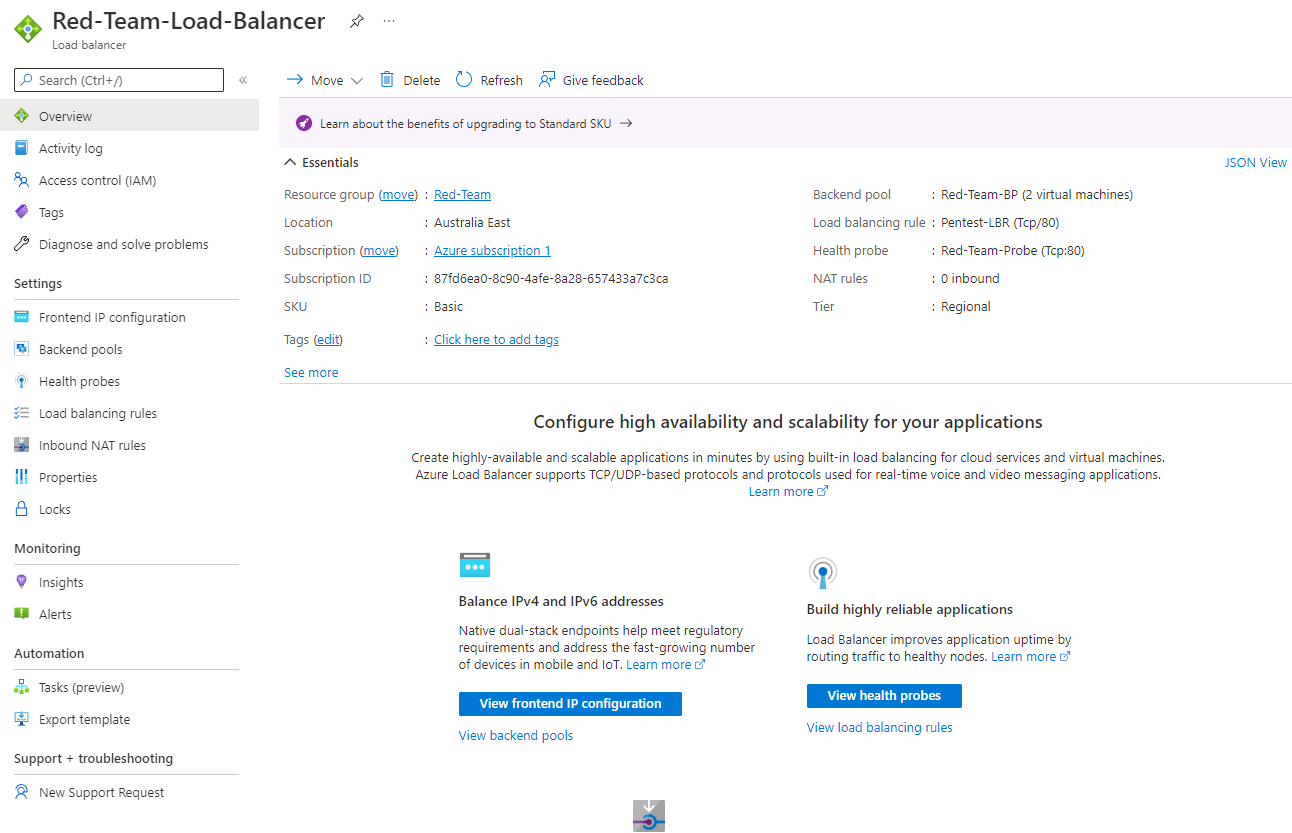 Red-Team-Load-Balancer
...
Load balancer
Search (Ctrl+/)
«
Overview
Activity log
Access control (IAM)
Tags
Diagnose and solve problems
Settings
Frontend IP configuration
Backend pools
Health probes
Load balancing rules
Inbound NAT rules
Properties
Locks
Monitoring
Insights
Alerts
Automation
Tasks (preview)
Export template
Support + troubleshooting
New Support Request
Move Delete Refresh Give feedback
Learn about the benefits of upgrading to Standard SKU →
Essentials
JSON View
Resource group (move) : Red-Team
Location : Australia East
Subscription (move) : Azure subscription 1
Subscription ID : 87fd6ea0-8c90-4afe-8a28-657433a7c3ca
SKU : Basic
Tags (edit) : Click here to add tags
See more
Backend pool : Red-Team-BP (2 virtual machines)
Load balancing rule : Pentest-LBR (Tcp/80)
Health probe : Red-Team-Probe (Tcp:80)
NAT rules : 0 inbound
Tier : Regional
Configure high availability and scalability for your applications
Create highly-available and scalable applications in minutes by using built-in load balancing for cloud services and virtual machines.
Azure Load Balancer supports TCP/UDP-based protocols and protocols used for real-time voice and video messaging applications.
Learn more
Balance IPv4 and IPv6 addresses
Native dual-stack endpoints help meet regulatory
requirements and address the fast-growing number
of devices in mobile and IoT. Learn more
View frontend IP configuration
View backend pools
Build highly reliable applications
Load Balancer improves application uptime by
routing traffic to healthy nodes. Learn more
View health probes
View load balancing rules